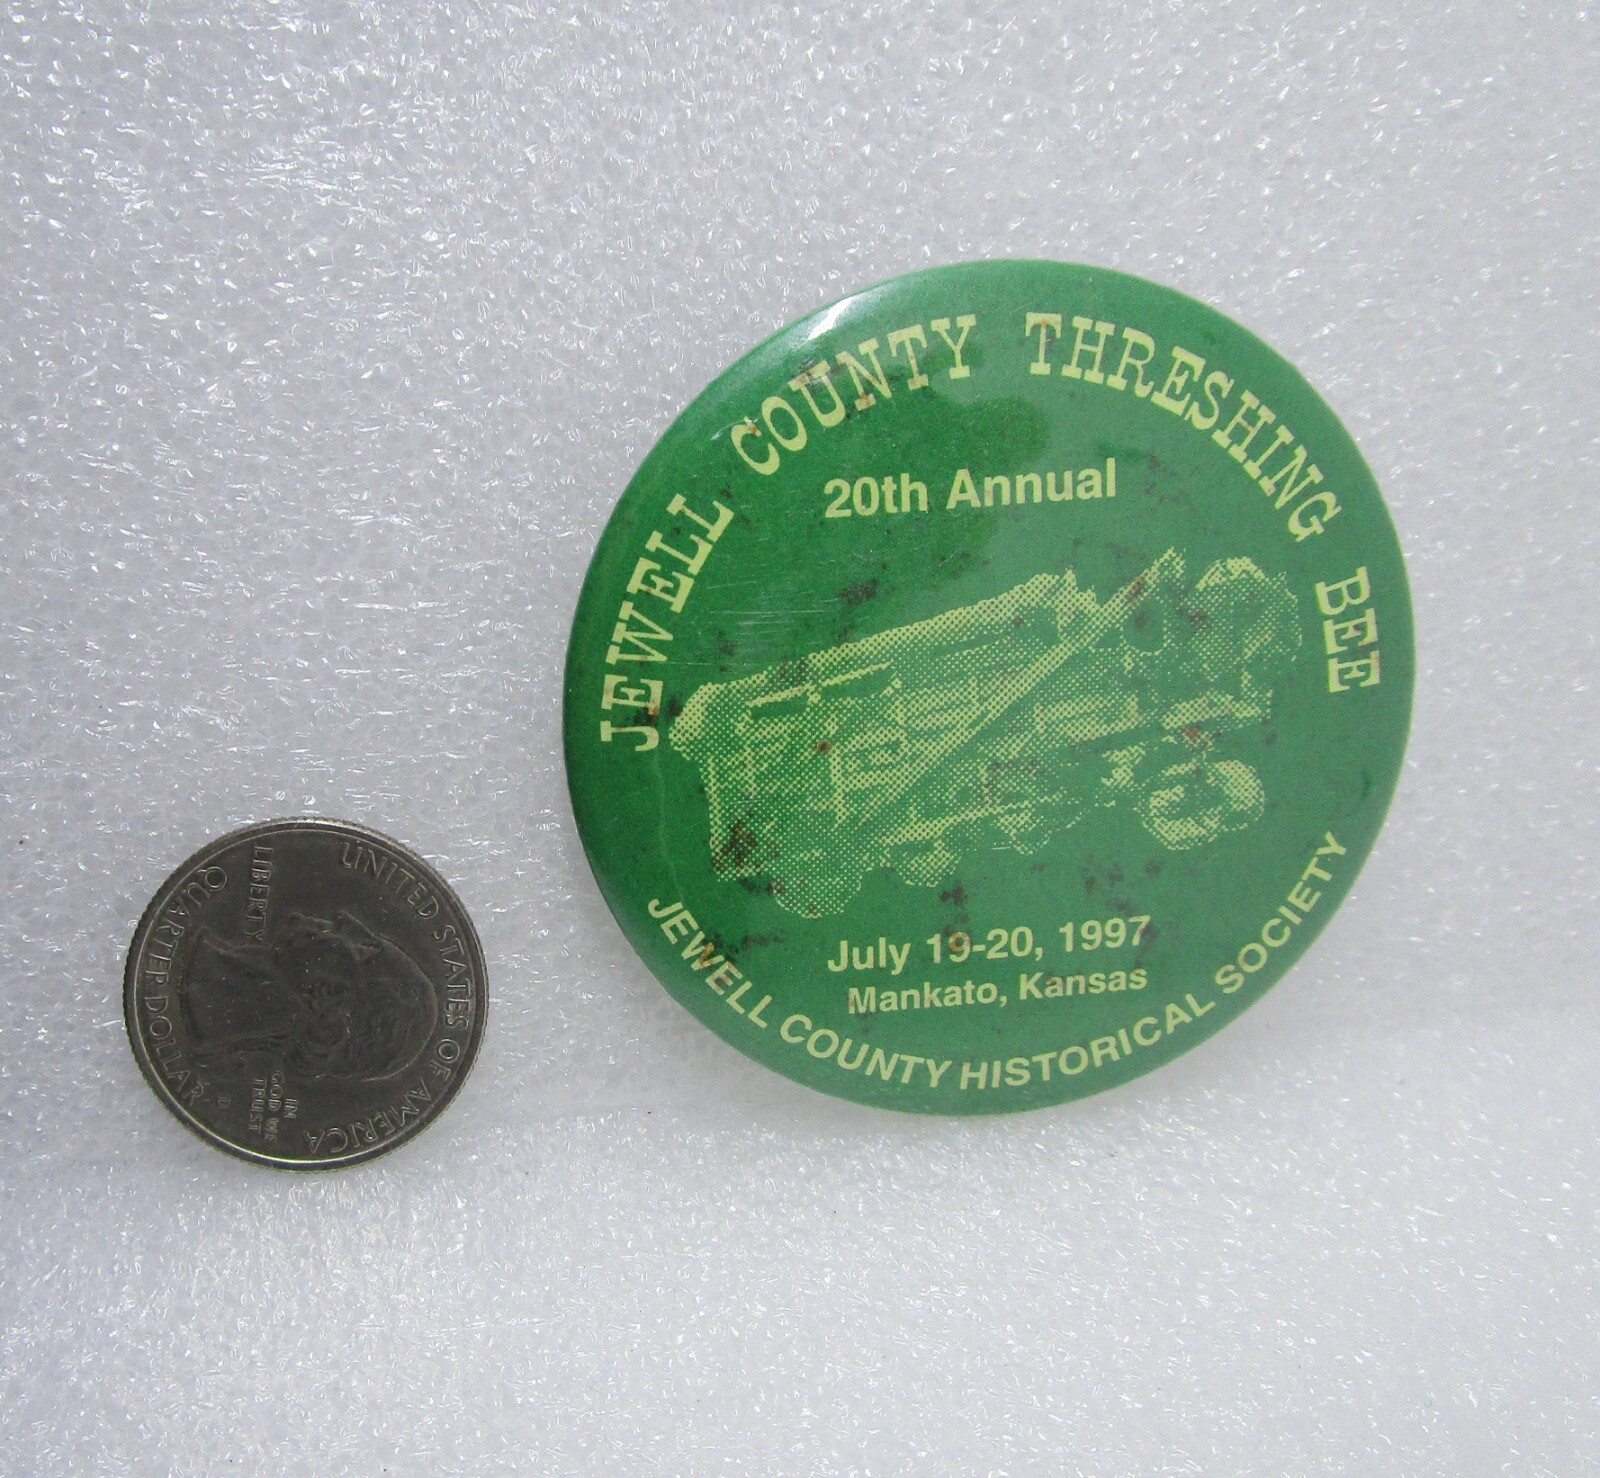 JEWELL COUNTY THRESHING BEE
20th Annual
July 19-20, 1997
Mankato, Kansas
JEWELL COUNTY HISTORICAL SOCIETY
UNITED STATES OF AMERICA
LIBERTY
IN
GOD WE
TRUST
QUARTER DOLLAR